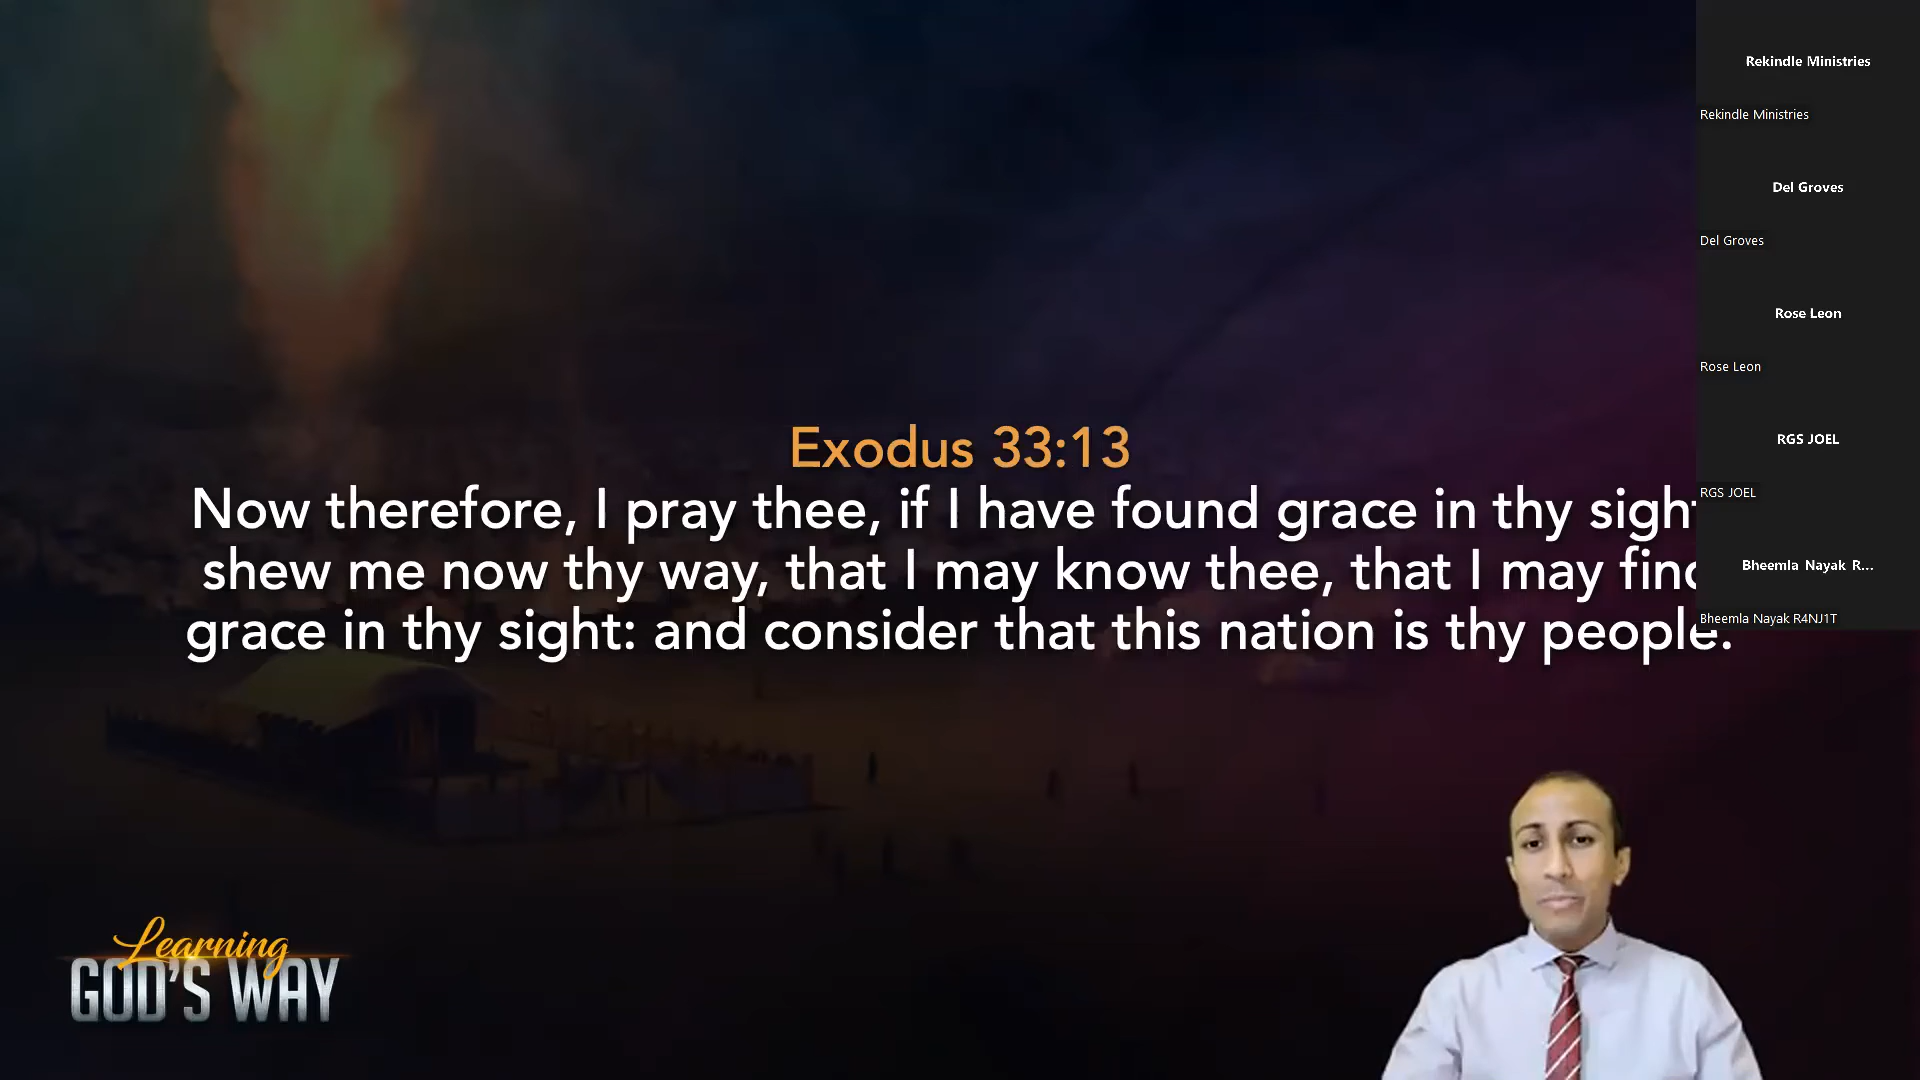 Exodus 33:13
Now therefore, I pray thee, if I have found grace in thy sight
shew me now thy way, that I may know thee, that I may find
grace in thy sight: and consider that this nation is thy people.
Learning
GOD'S WAY
Rekindle Ministries
Rekindle Ministries
Del Groves
Del Groves
Rose Leon
Rose Leon
RGS JOEL
RGS JOEL
Bheemla Nayak R...
Bheemla Nayak R4NJ1T